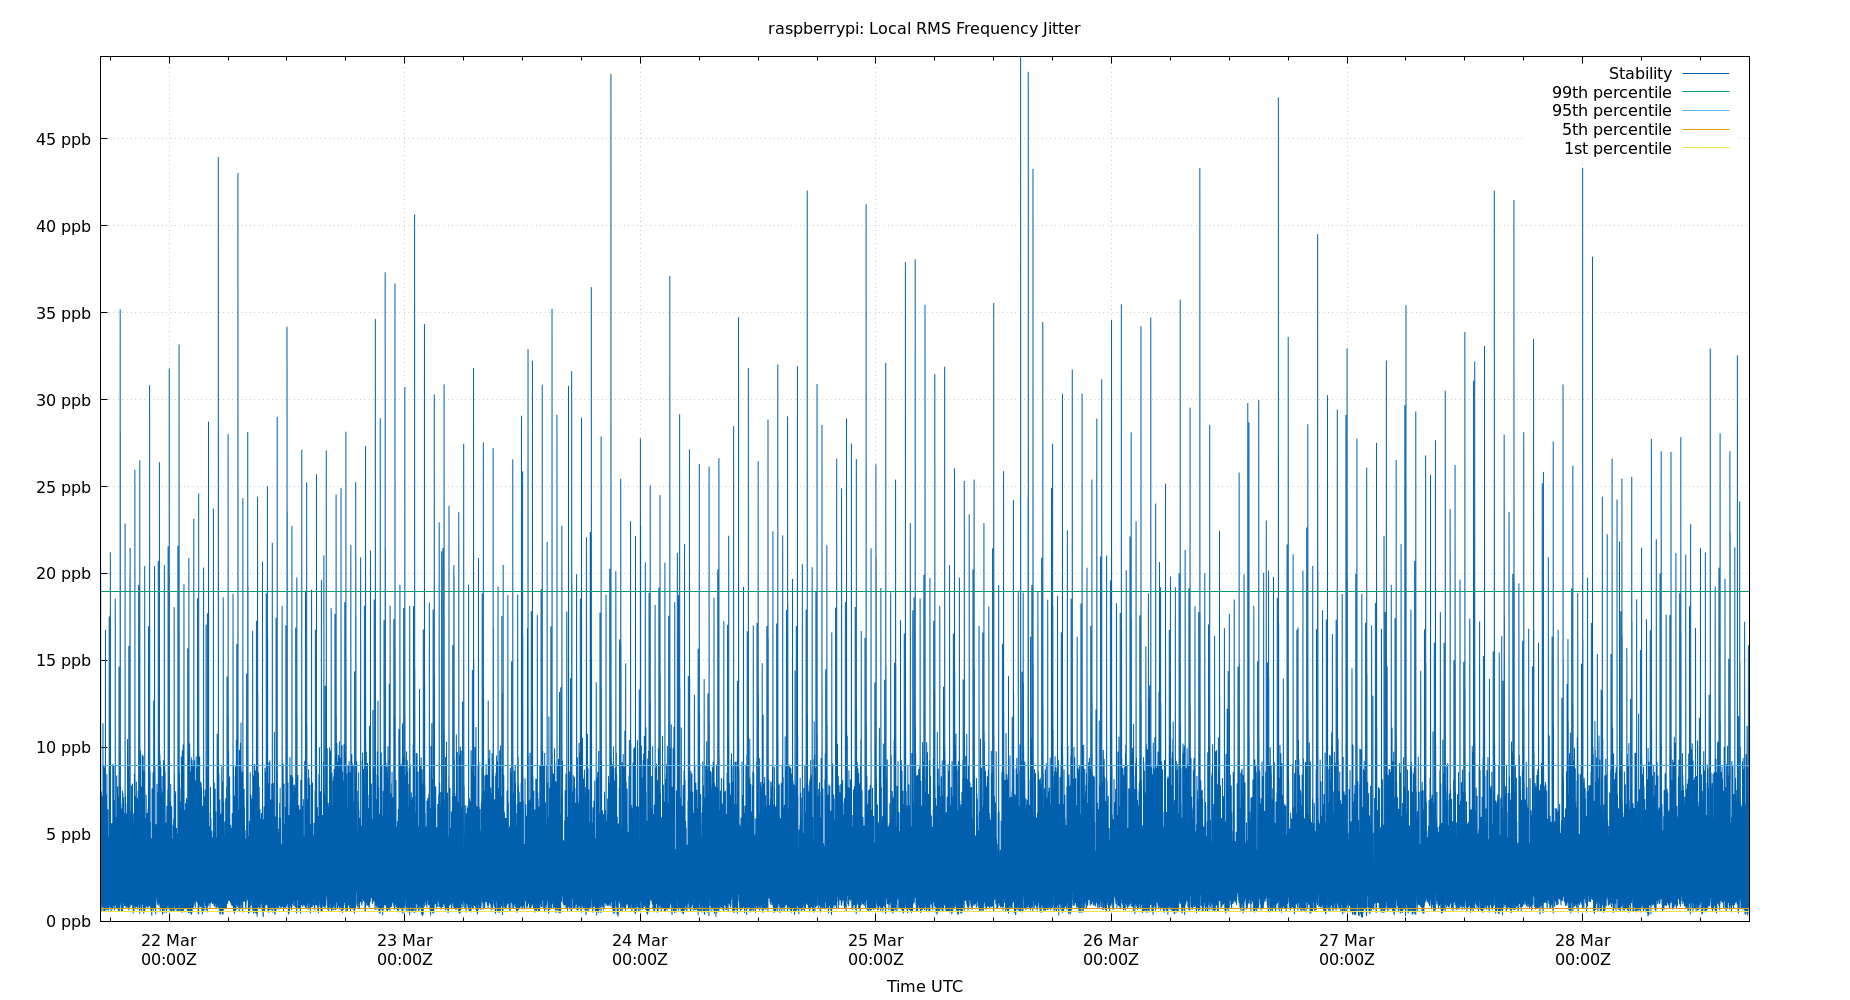 raspberrypi: Local RMS Frequency Jitter
Stability
99th percentile
95th percentile
5th percentile
1st percentile
45 ppb
40 ppb
35 ppb
30 ppb
25 ppb
20 ppb
15 ppb
10 ppb
5 ppb
0 ppb
22 Mar 23 Mar 24 Mar 25 Mar 26 Mar 27 Mar 28 Mar
00:00Z 00:00Z 00:00Z 00:00Z 00:00Z 00:00Z 00:00Z
Time UTC